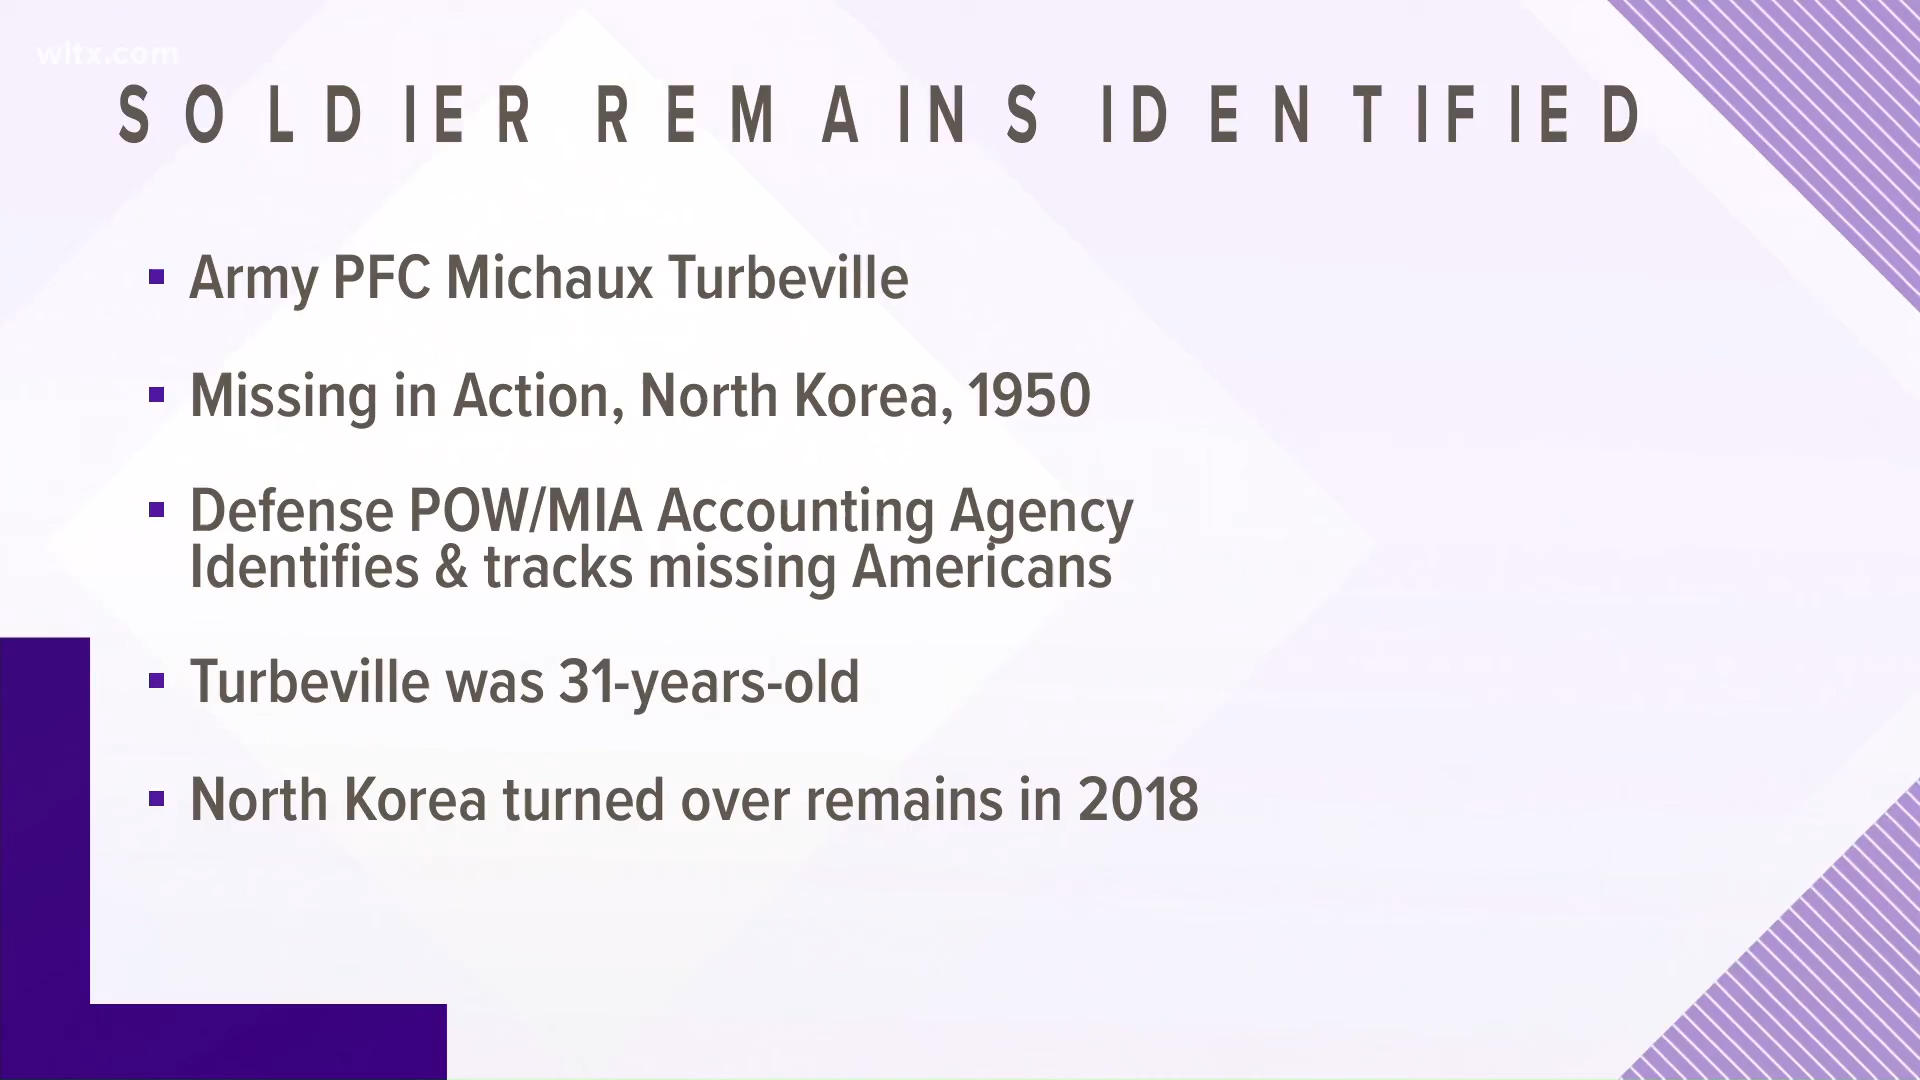 wltx.com
SOLDIER REMAINS IDENTIFIED
Army PFC Michaux Turbeville
Missing in Action, North Korea, 1950
Defense POW/MIA Accounting Agency
Identifies & tracks missing Americans
Turbeville was 31-years-old
North Korea turned over remains in 2018